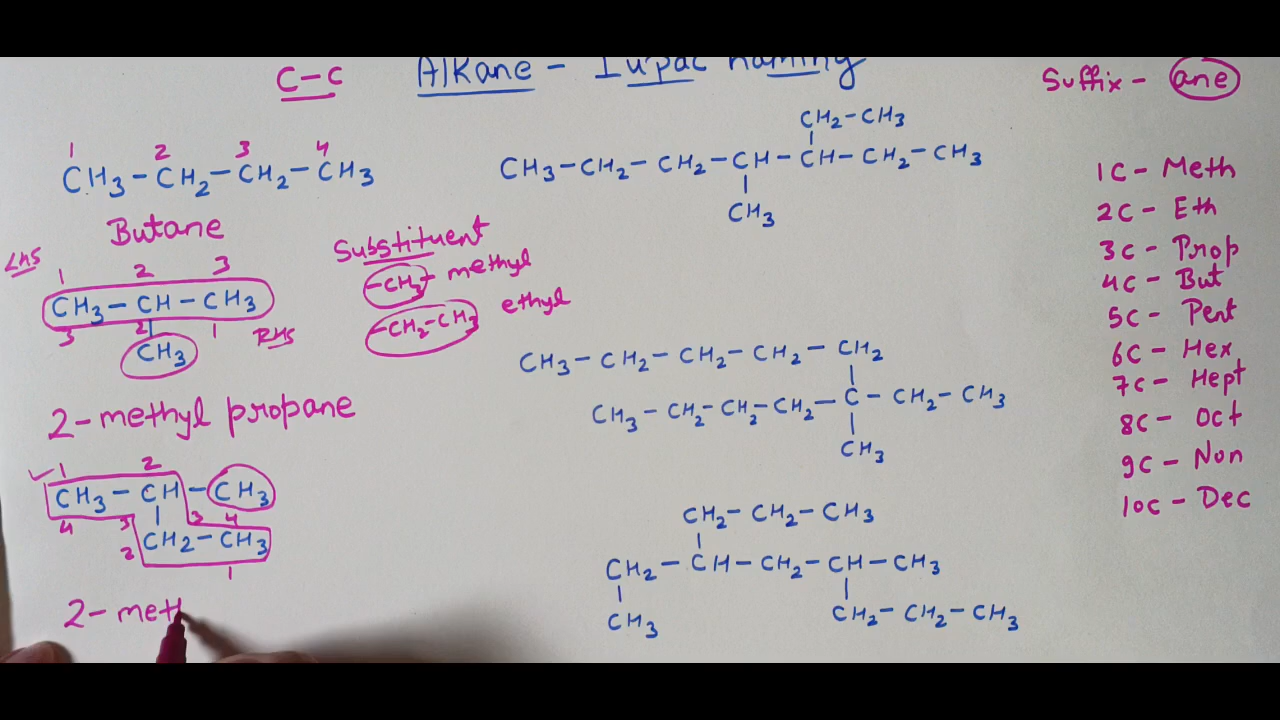 C-C Alkane - Iupac naming
Suffix - ane
1 2 3 4
CH3-CH2-CH2-CH3
Butane
LHS
1 2 3
CH3-CH-CH3
3 2 1 RHS
CH3
2-methyl propane
Substituent
-CH3- methyl
-CH2-CH3 ethyl
1 2
CH3-CH-CH3
4 3 3 4
2 CH2-CH3
1
2-meth
CH2-CH3
CH3-CH2-CH2-CH-CH-CH2-CH3
CH3
CH3-CH2-CH2-CH2-CH2
CH3-CH2-CH2-CH2-C-CH2-CH3
CH3
CH2-CH2-CH3
CH2-CH-CH2-CH-CH3
CH3 CH2-CH2-CH3
1C - Meth
2C - Eth
3C - Prop
4C - But
5C - Pent
6C - Hex
7C - Hept
8C - Oct
9C - Non
10C - Dec